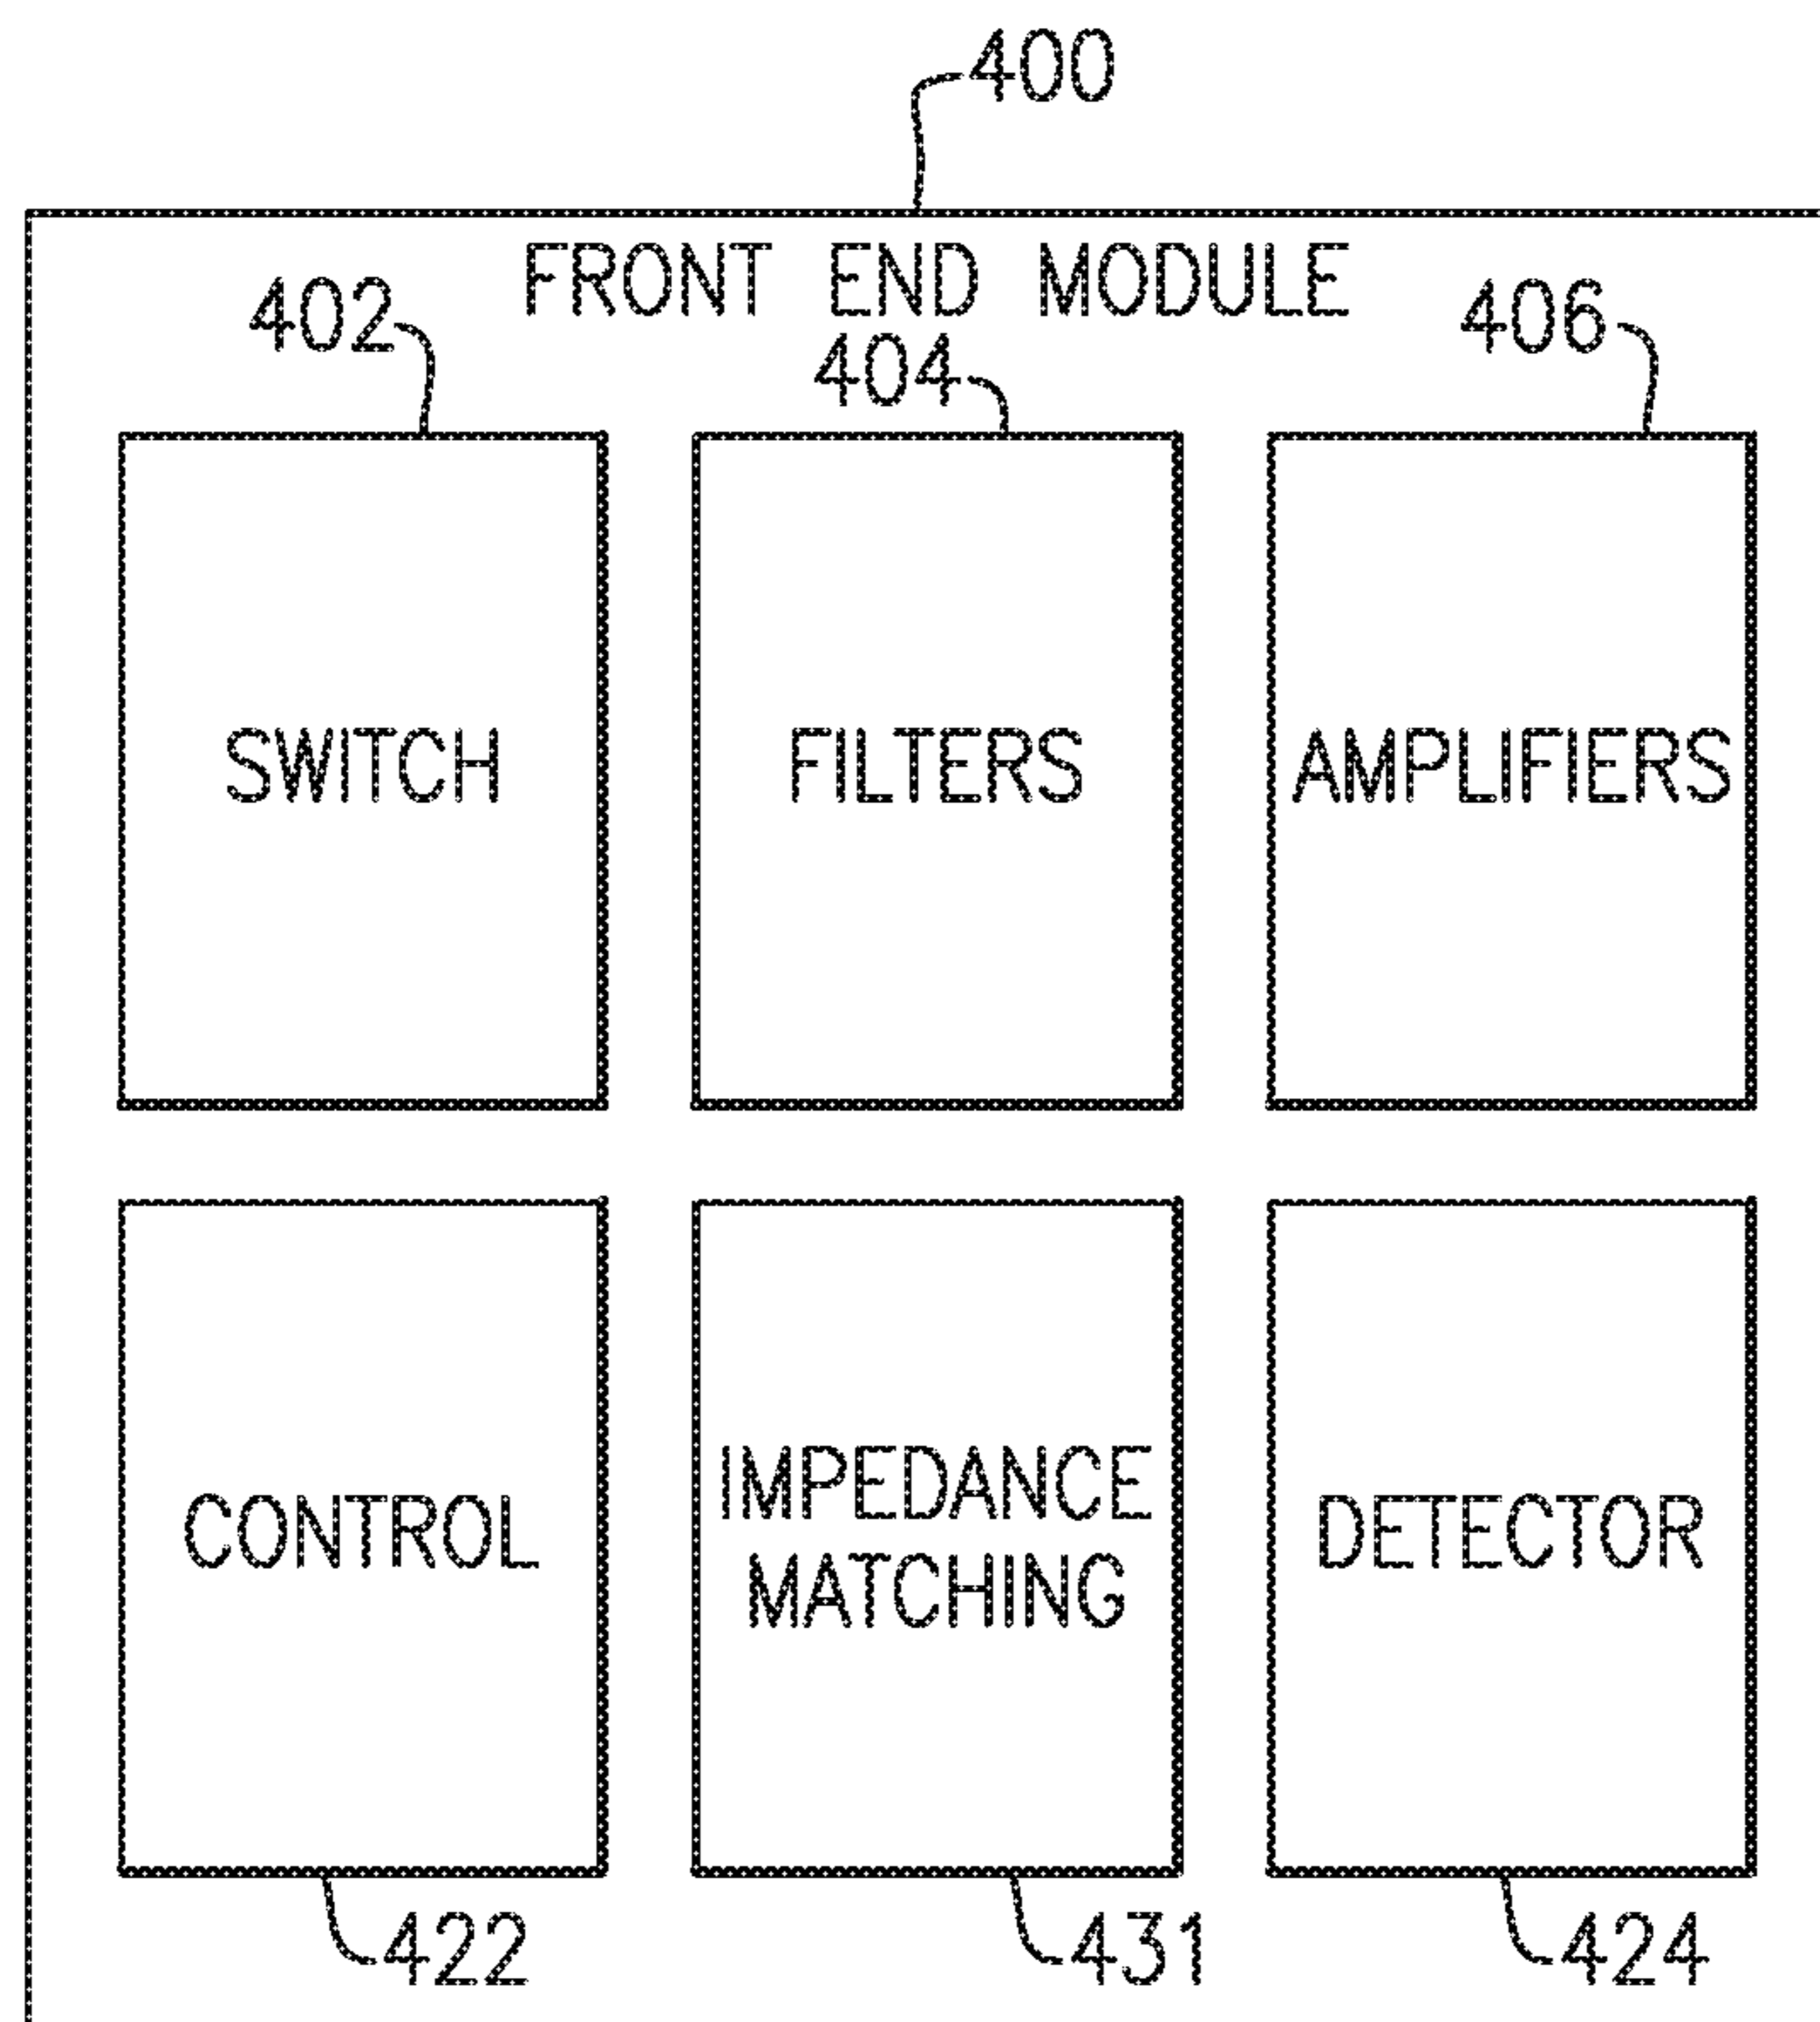 400
FRONT END MODULE
402
404
406
SWITCH
FILTERS
AMPLIFIERS
CONTROL
IMPEDANCE
MATCHING
DETECTOR
422
431
424